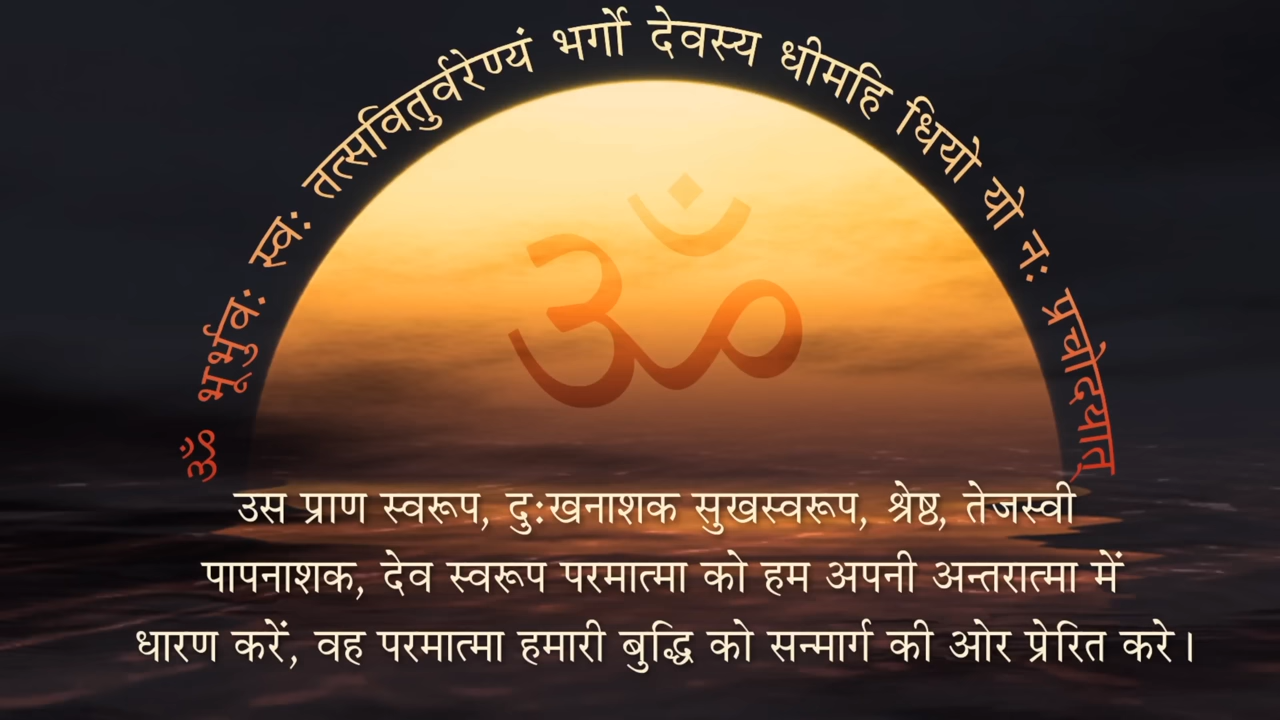 ॐ भूर्भुवः स्वः तत्सवितुर्वरेण्यं भर्गो देवस्य धीमहि धियो यो नः प्रचोदयात्
ॐ
उस प्राण स्वरूप, दुःखनाशक सुखस्वरूप, श्रेष्ठ, तेजस्वी
पापनाशक, देव स्वरूप परमात्मा को हम अपनी अन्तरात्मा में
धारण करें, वह परमात्मा हमारी बुद्धि को सन्मार्ग की ओर प्रेरित करे।